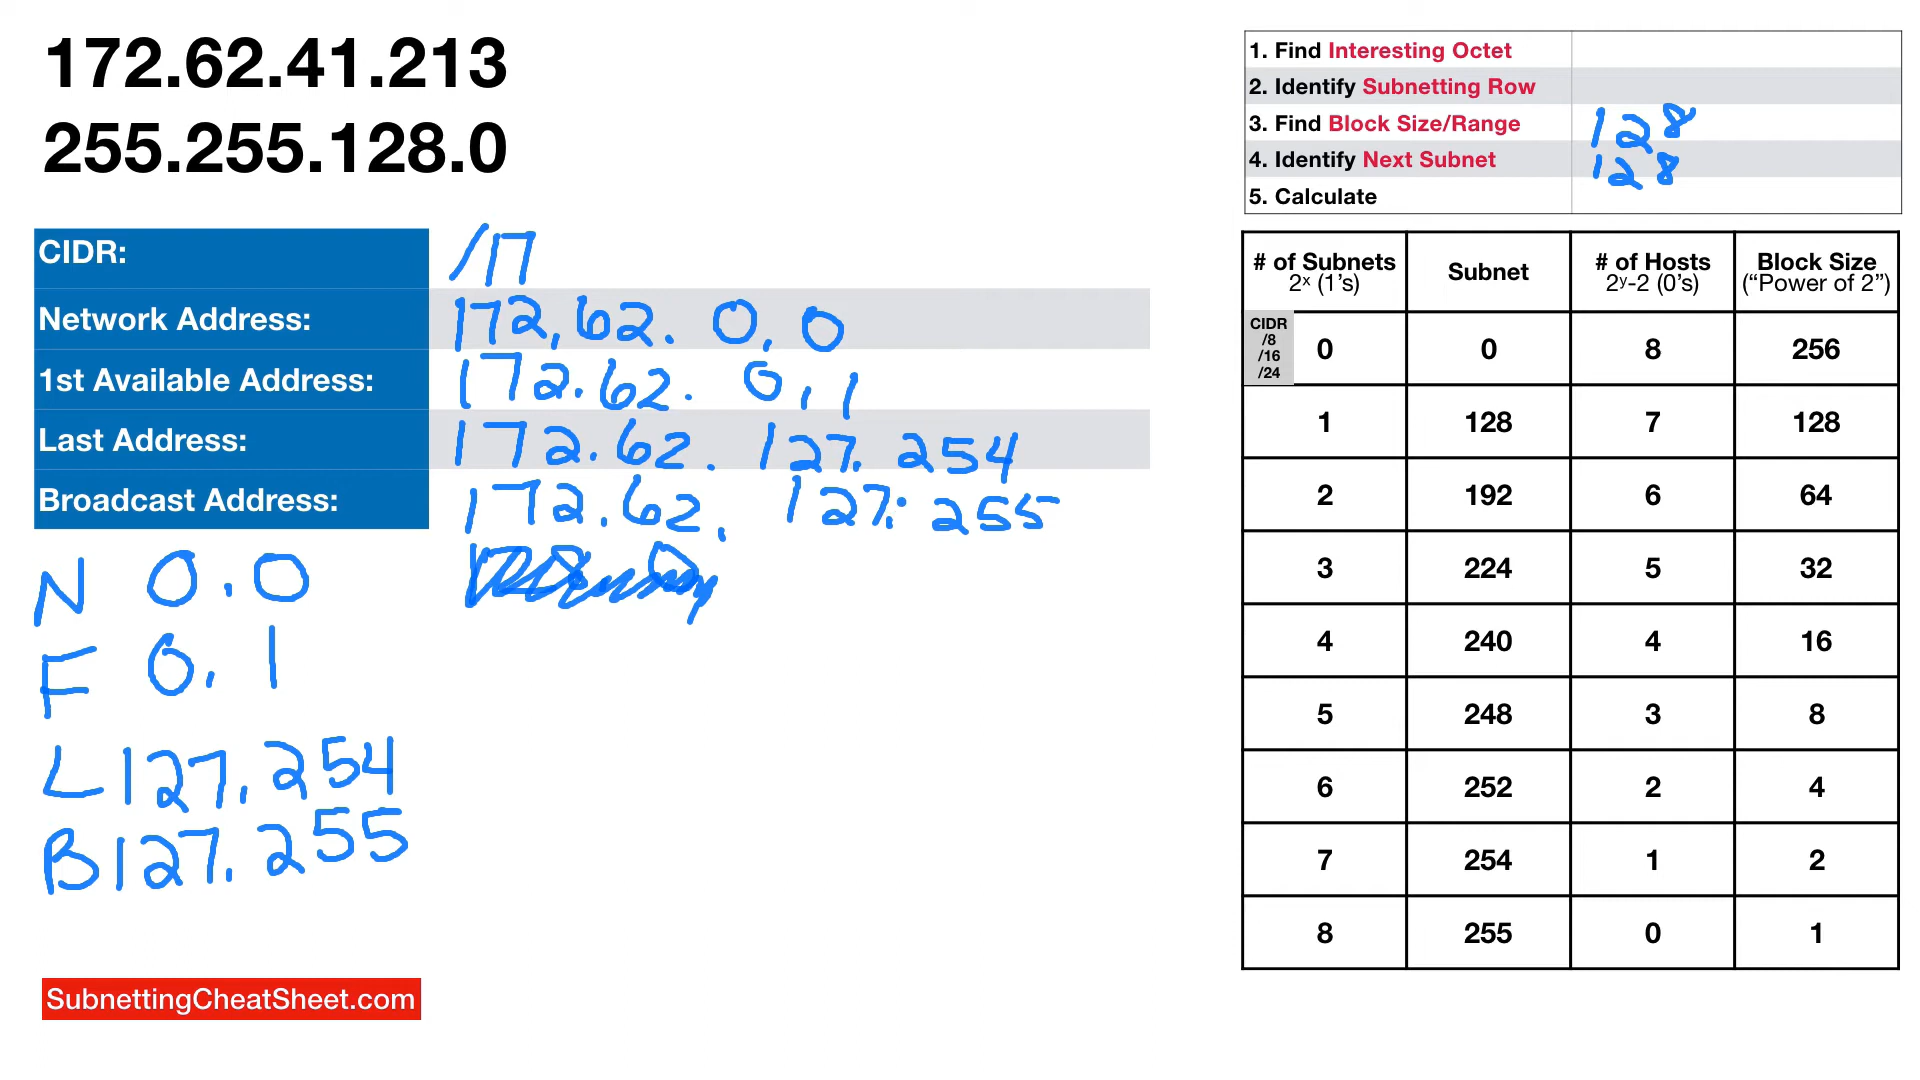 172.62.41.213
255.255.128.0
CIDR: /17
Network Address: 172.62.0.0
1st Available Address: 172.62.0.1
Last Address: 172.62.127.254
Broadcast Address: 172.62.127.255
N 0.0
F 0.1
L 127.254
B 127.255
SubnettingCheatSheet.com
1. Find Interesting Octet
2. Identify Subnetting Row
3. Find Block Size/Range 128
4. Identify Next Subnet 128
5. Calculate
# of Subnets Subnet # of Hosts Block Size
2ˣ (1's) 2ʸ-2 (0's) ("Power of 2")
CIDR
/8
/16
/24
0 0 8 256
1 128 7 128
2 192 6 64
3 224 5 32
4 240 4 16
5 248 3 8
6 252 2 4
7 254 1 2
8 255 0 1